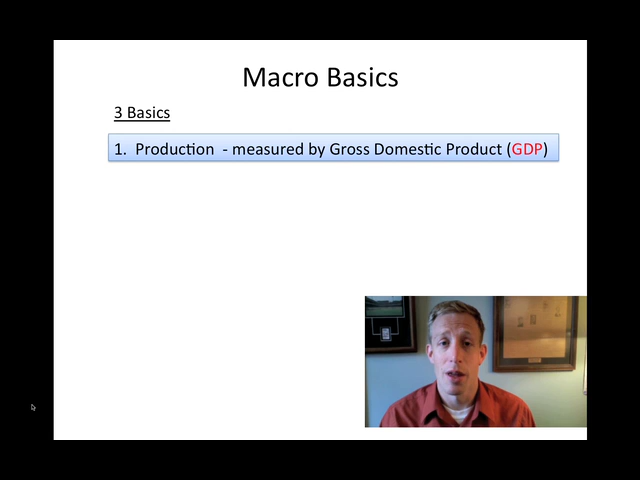 Macro Basics
3 Basics
1. Production - measured by Gross Domestic Product (GDP)